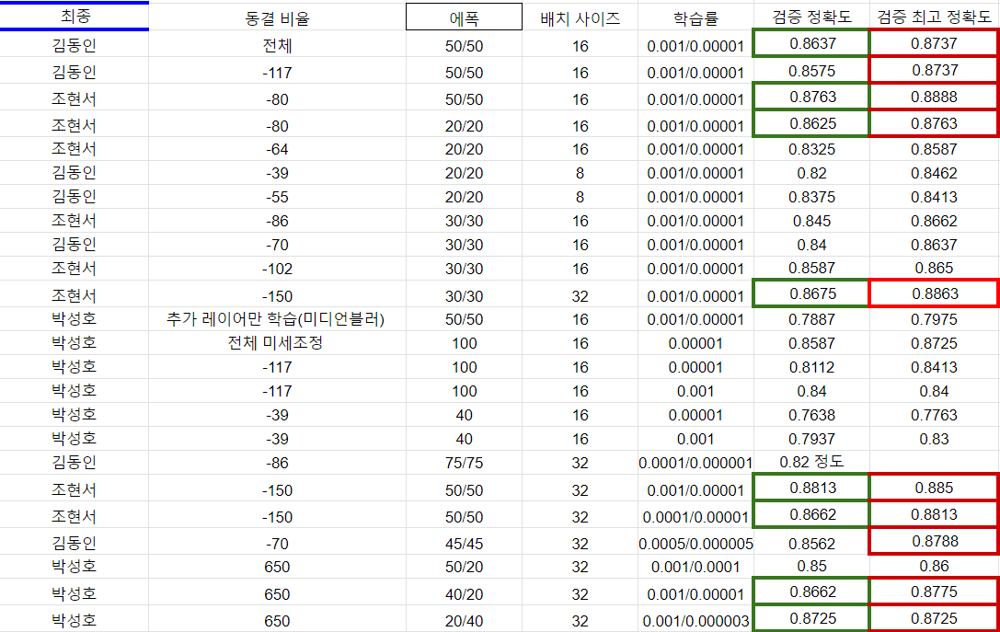 최종 동결 비율 에폭 배치 사이즈 학습률 검증 정확도 검증 최고 정확도
김동인 전체 50/50 16 0.001/0.00001 0.8637 0.8737
김동인 -117 50/50 16 0.001/0.00001 0.8575 0.8737
조현서 -80 50/50 16 0.001/0.00001 0.8763 0.8888
조현서 -80 20/20 16 0.001/0.00001 0.8625 0.8763
조현서 -64 20/20 16 0.001/0.00001 0.8325 0.8587
김동인 -39 20/20 8 0.001/0.00001 0.82 0.8462
김동인 -55 20/20 8 0.001/0.00001 0.8375 0.8413
조현서 -86 30/30 16 0.001/0.00001 0.845 0.8662
김동인 -70 30/30 16 0.001/0.00001 0.84 0.8637
조현서 -102 30/30 16 0.001/0.00001 0.8587 0.865
조현서 -150 30/30 32 0.001/0.00001 0.8675 0.8863
박성호 추가 레이어만 학습(미디언블러) 50/50 16 0.001/0.00001 0.7887 0.7975
박성호 전체 미세조정 100 16 0.00001 0.8587 0.8725
박성호 -117 100 16 0.00001 0.8112 0.8413
박성호 -117 100 16 0.001 0.84 0.84
박성호 -39 40 16 0.00001 0.7638 0.7763
박성호 -39 40 16 0.001 0.7937 0.83
김동인 -86 75/75 32 0.0001/0.000001 0.82 정도
조현서 -150 50/50 32 0.001/0.00001 0.8813 0.885
조현서 -150 50/50 32 0.0001/0.00001 0.8662 0.8813
김동인 -70 45/45 32 0.0005/0.000005 0.8562 0.8788
박성호 650 50/20 32 0.001/0.0001 0.85 0.86
박성호 650 40/20 32 0.001/0.00001 0.8662 0.8775
박성호 650 20/40 32 0.001/0.000003 0.8725 0.8725